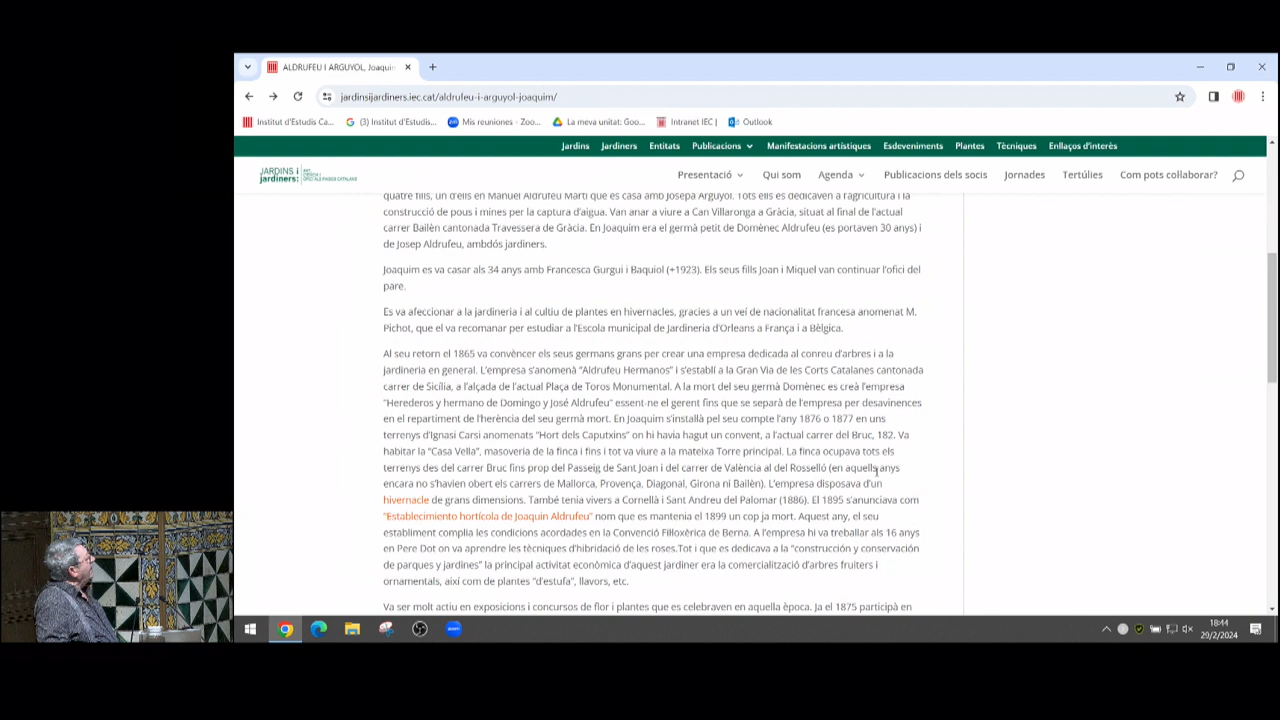 ALDRUFEU I ARGUYOL, Joaquin
jardinsijardiners.iec.cat/aldrufeu-i-arguyol-joaquim/
Institut d'Estudis Ca...
(3) Institut d'Estudis...
Mis reuniones - Zoo...
La meva unitat: Goo...
Intranet IEC |
Outlook
Jardins Jardiners Entitats Publicacions Manifestacions artístiques Esdeveniments Plantes Tècniques Enllaços d'interès
JARDINS i
jardiners:
Presentació Qui som Agenda Publicacions dels socis Jornades Tertúlies Com pots collaborar?
quatre fills, un d'ells en Manuel Aldrufeu Martí que es casà amb Josepa Arguyol. Tots ells es dedicaven a l'agricultura i la
construcció de pous i mines per la captura d'aigua. Van anar a viure a Can Villaronga a Gràcia, situat al final de l'actual
carrer Bailèn cantonada Travessera de Gràcia. En Joaquim era el germà petit de Domènec Aldrufeu (es portaven 30 anys) i
de Josep Aldrufeu, ambdós jardiners.
Joaquim es va casar als 34 anys amb Francesca Gurgui i Baquiol (+1923). Els seus fills Joan i Miquel van continuar l'ofici del
pare.
Es va afeccionar a la jardineria i al cultiu de plantes en hivernacles, gracies a un veí de nacionalitat francesa anomenat M.
Pichot, que el va recomanar per estudiar a l'Escola municipal de Jardineria d'Orleans a França i a Bèlgica.
Al seu retorn el 1865 va convèncer els seus germans grans per crear una empresa dedicada al conreu d'arbres i a la
jardineria en general. L'empresa s'anomenà "Aldrufeu Hermanos" i s'establí a la Gran Via de les Corts Catalanes cantonada
carrer de Sicília, a l'alçada de l'actual Plaça de Toros Monumental. A la mort del seu germà Domènec es creà l'empresa
"Herederos y hermano de Domingo y José Aldrufeu" essent-ne el gerent fins que se separà de l'empresa per desavinences
en el repartiment de l'herència del seu germà mort. En Joaquim s'installà pel seu compte l'any 1876 o 1877 en uns
terrenys d'Ignasi Carsi anomenats "Hort dels Caputxins" on hi havia hagut un convent, a l'actual carrer del Bruc, 182. Va
habitar la "Casa Vella", masoveria de la finca i fins i tot va viure a la mateixa Torre principal. La finca ocupava tots els
terrenys des del carrer Bruc fins prop del Passeig de Sant Joan i del carrer de València al del Rosselló (en aquells anys
encara no s'havien obert els carrers de Mallorca, Provença, Diagonal, Girona ni Bailèn). L'empresa disposava d'un
hivernacle de grans dimensions. També tenia vivers a Cornellà i Sant Andreu del Palomar (1886). El 1895 s'anunciava com
"Establecimiento hortícola de Joaquin Aldrufeu" nom que es mantenia el 1899 un cop ja mort. Aquest any, el seu
establiment complia les condicions acordades en la Convenció Filloxèrica de Berna. A l'empresa hi va treballar als 16 anys
en Pere Dot on va aprendre les tècniques d'hibridació de les roses.Tot i que es dedicava a la "construcción y conservación
de parques y jardines" la principal activitat econòmica d'aquest jardiner era la comercialització d'arbres fruiters i
ornamentals, així com de plantes "d'estufa", llavors, etc.
Va ser molt actiu en exposicions i concursos de flor i plantes que es celebraven en aquella època. Ja el 1875 participà en
18:44
29/2/2024